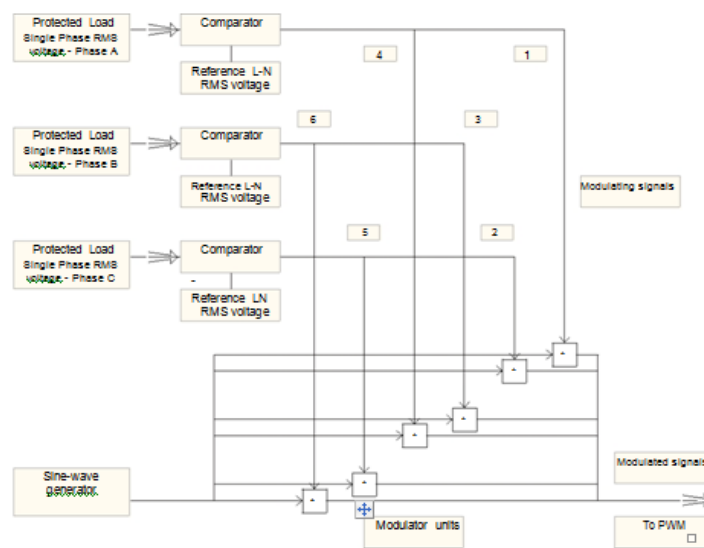 Protected Load
Single Phase RMS
voltage,- Phase A
Comparator
Reference L-N
RMS voltage
4
1
Protected Load
Single Phase RMS
voltage,- Phase B
Comparator
Reference L-N
RMS voltage
6
3
Modulating signals
Protected Load
Single Phase RMS
voltage,- Phase C
Comparator
-
Reference LN
RMS voltage
5
2
Sine-wave
generator
Modulator units
Modulated signals
To PWM